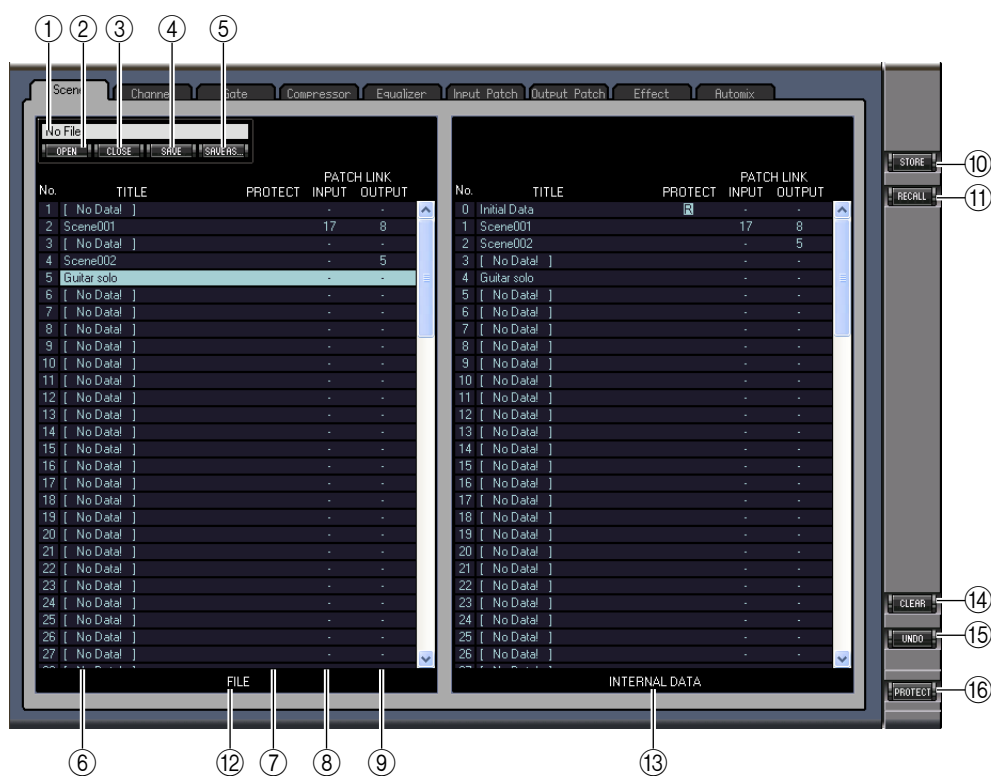 ① ② ③ ④ ⑤
Scene Channel Gate Compressor Equalizer Input Patch Output Patch Effect Automix
No File
OPEN CLOSE SAVE SAVE AS...
STORE ⑩
RECALL ⑪
PATCH LINK
No. TITLE PROTECT INPUT OUTPUT
1 [ No Data! ] - -
2 Scene001 17 8
3 [ No Data! ] - -
4 Scene002 - 5
5 Guitar solo - -
6 [ No Data! ] - -
7 [ No Data! ] - -
8 [ No Data! ] - -
9 [ No Data! ] - -
10 [ No Data! ] - -
11 [ No Data! ] - -
12 [ No Data! ] - -
13 [ No Data! ] - -
14 [ No Data! ] - -
15 [ No Data! ] - -
16 [ No Data! ] - -
17 [ No Data! ] - -
18 [ No Data! ] - -
19 [ No Data! ] - -
20 [ No Data! ] - -
21 [ No Data! ] - -
22 [ No Data! ] - -
23 [ No Data! ] - -
24 [ No Data! ] - -
25 [ No Data! ] - -
26 [ No Data! ] - -
27 [ No Data! ] - -
FILE
PATCH LINK
No. TITLE PROTECT INPUT OUTPUT
0 Initial Data R - -
1 Scene001 17 8
2 Scene002 - 5
3 [ No Data! ] - -
4 Guitar solo - -
5 [ No Data! ] - -
6 [ No Data! ] - -
7 [ No Data! ] - -
8 [ No Data! ] - -
9 [ No Data! ] - -
10 [ No Data! ] - -
11 [ No Data! ] - -
12 [ No Data! ] - -
13 [ No Data! ] - -
14 [ No Data! ] - -
15 [ No Data! ] - -
16 [ No Data! ] - -
17 [ No Data! ] - -
18 [ No Data! ] - -
19 [ No Data! ] - -
20 [ No Data! ] - -
21 [ No Data! ] - -
22 [ No Data! ] - -
23 [ No Data! ] - -
24 [ No Data! ] - -
25 [ No Data! ] - -
26 [ No Data! ] - -
INTERNAL DATA
CLEAR ⑭
UNDO ⑮
PROTECT ⑯
⑥ ⑫ ⑦ ⑧ ⑨ ⑬